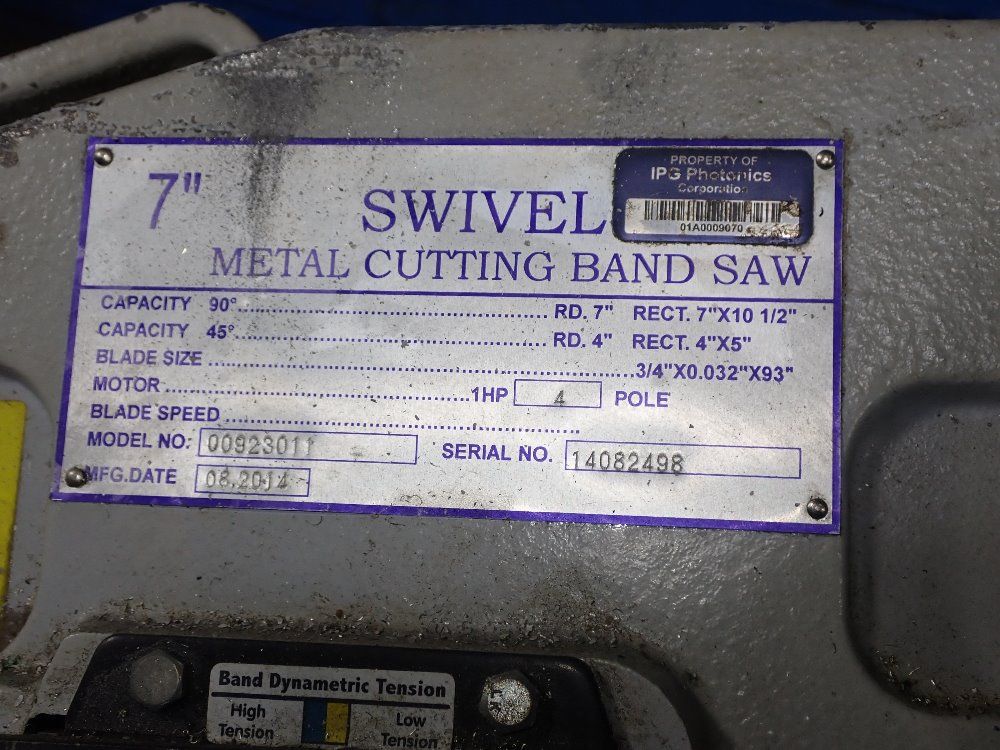 7"
SWIVEL
METAL CUTTING BAND SAW
PROPERTY OF
IPG Photonics
Corporation
01A0009070
CAPACITY 90°........ RD. 7" RECT. 7"X10 1/2"
CAPACITY 45°........ RD. 4" RECT. 4"X5"
BLADE SIZE ........3/4"X0.032"X93"
MOTOR ........1HP 4 POLE
BLADE SPEED ........
MODEL NO: 00923011 SERIAL NO. 14082498
MFG.DATE 08.2014
Band Dynametric Tension
High Low
Tension Tension